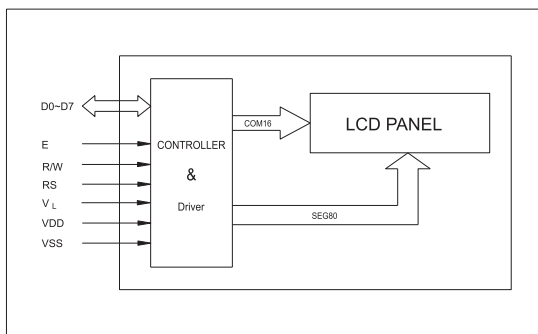 D0~D7
E
R/W
RS
V L
VDD
VSS
CONTROLLER
&
Driver
COM16
SEG80
LCD PANEL